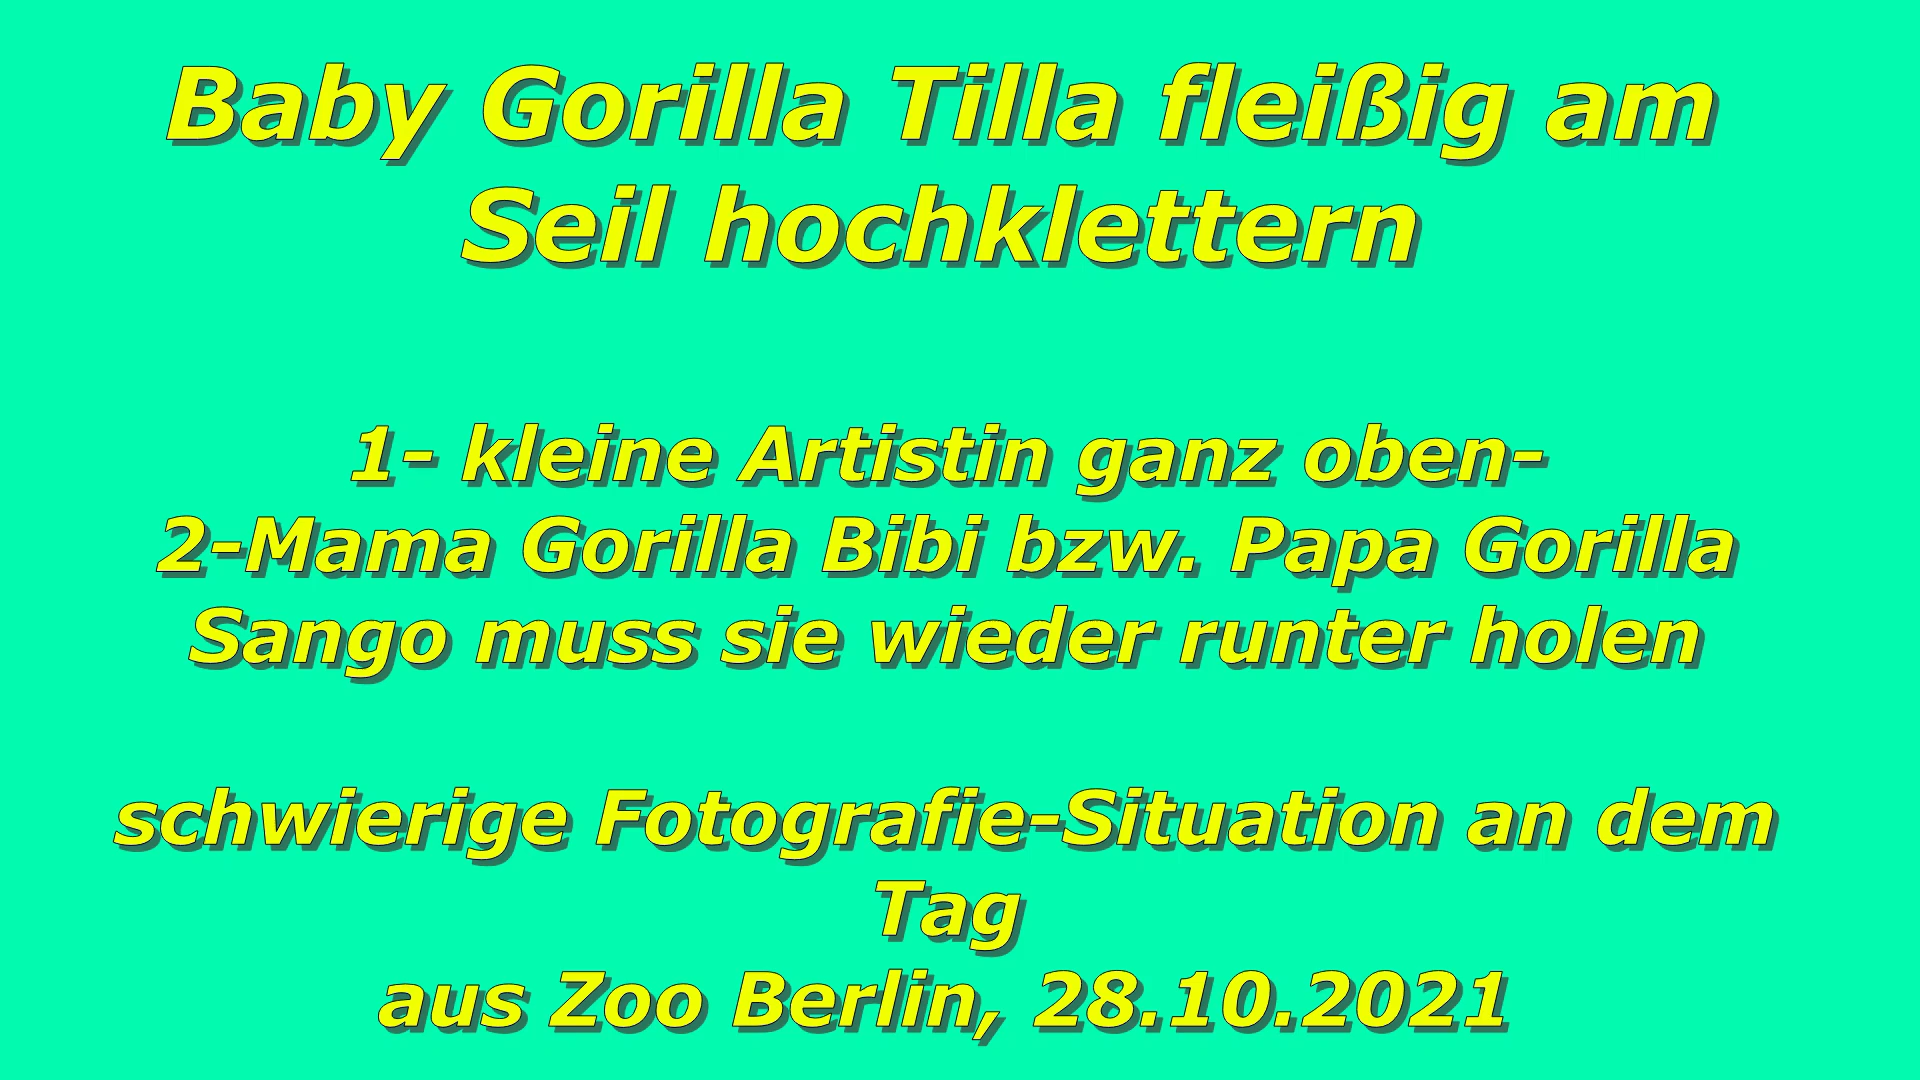 Baby Gorilla Tilla fleißig am
Seil hochklettern
1- kleine Artistin ganz oben-
2-Mama Gorilla Bibi bzw. Papa Gorilla
Sango muss sie wieder runter holen
schwierige Fotografie-Situation an dem
Tag
aus Zoo Berlin, 28.10.2021